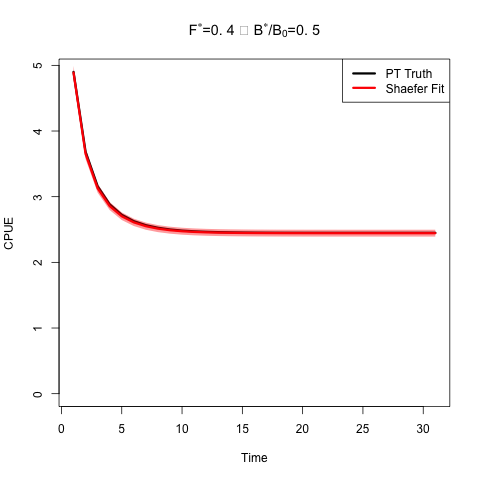 F*=0. 4 □ B*/B₀=0. 5
PT Truth
Shaefer Fit
CPUE
5
4
3
2
1
0
0 5 10 15 20 25 30
Time